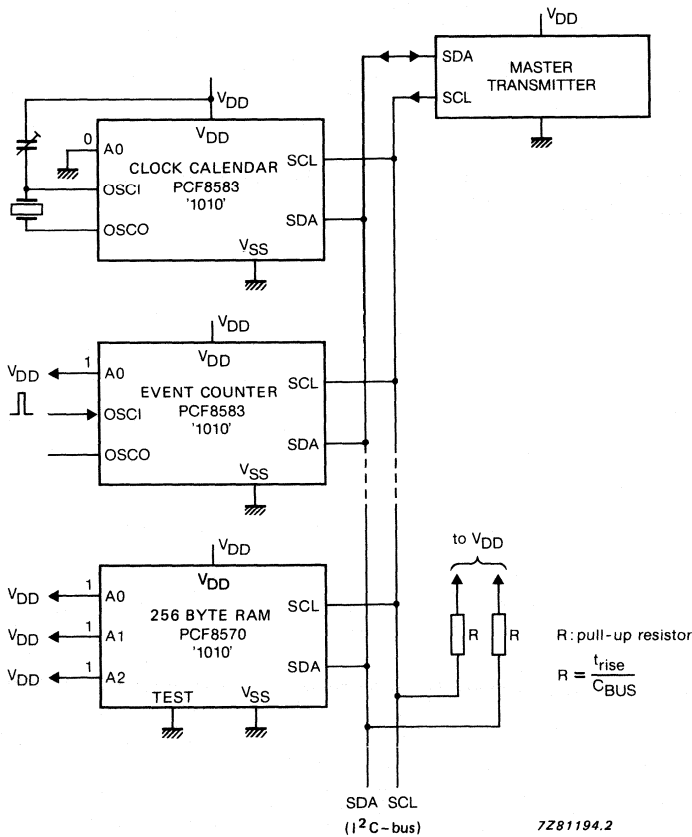 VDD
SDA
MASTER
TRANSMITTER
SCL
VDD
0
A0
VDD
CLOCK CALENDAR
PCF8583
'1010'
SCL
OSCI
OSCO
SDA
VSS
VDD
VDD
1
A0
VDD
EVENT COUNTER
PCF8583
'1010'
SCL
OSCI
OSCO
SDA
VSS
VDD
VDD
1
A0
VDD
1
A1
VDD
1
A2
VDD
256 BYTE RAM
PCF8570
'1010'
SCL
SDA
TEST
VSS
to VDD
R
R
R: pull-up resistor
R = trise / CBUS
SDA SCL
(I²C-bus)
7Z81194.2